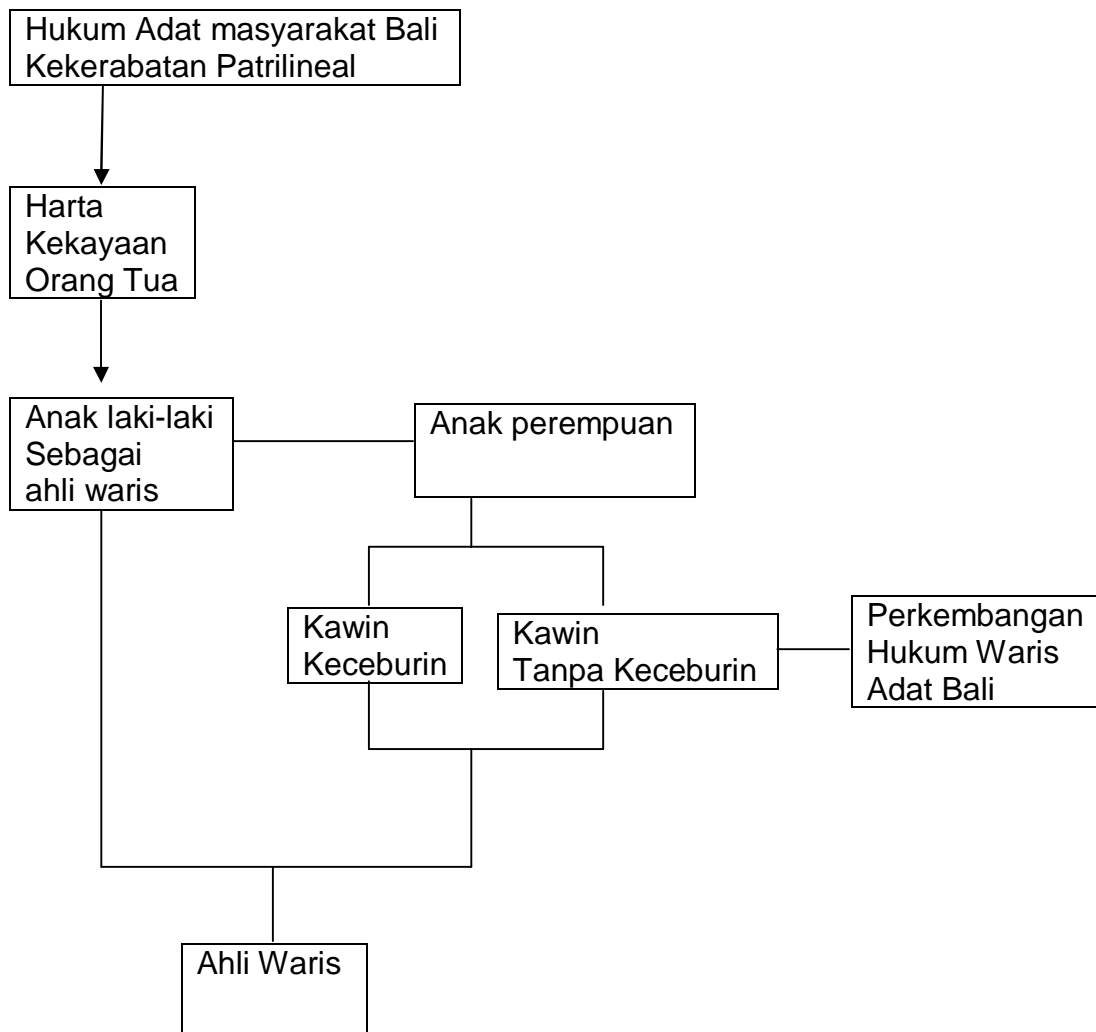 Hukum Adat masyarakat Bali
Kekerabatan Patrilineal
Harta
Kekayaan
Orang Tua
Anak laki-laki
Sebagai
ahli waris
Anak perempuan
Kawin
Keceburin
Kawin
Tanpa Keceburin
Perkembangan
Hukum Waris
Adat Bali
Ahli Waris